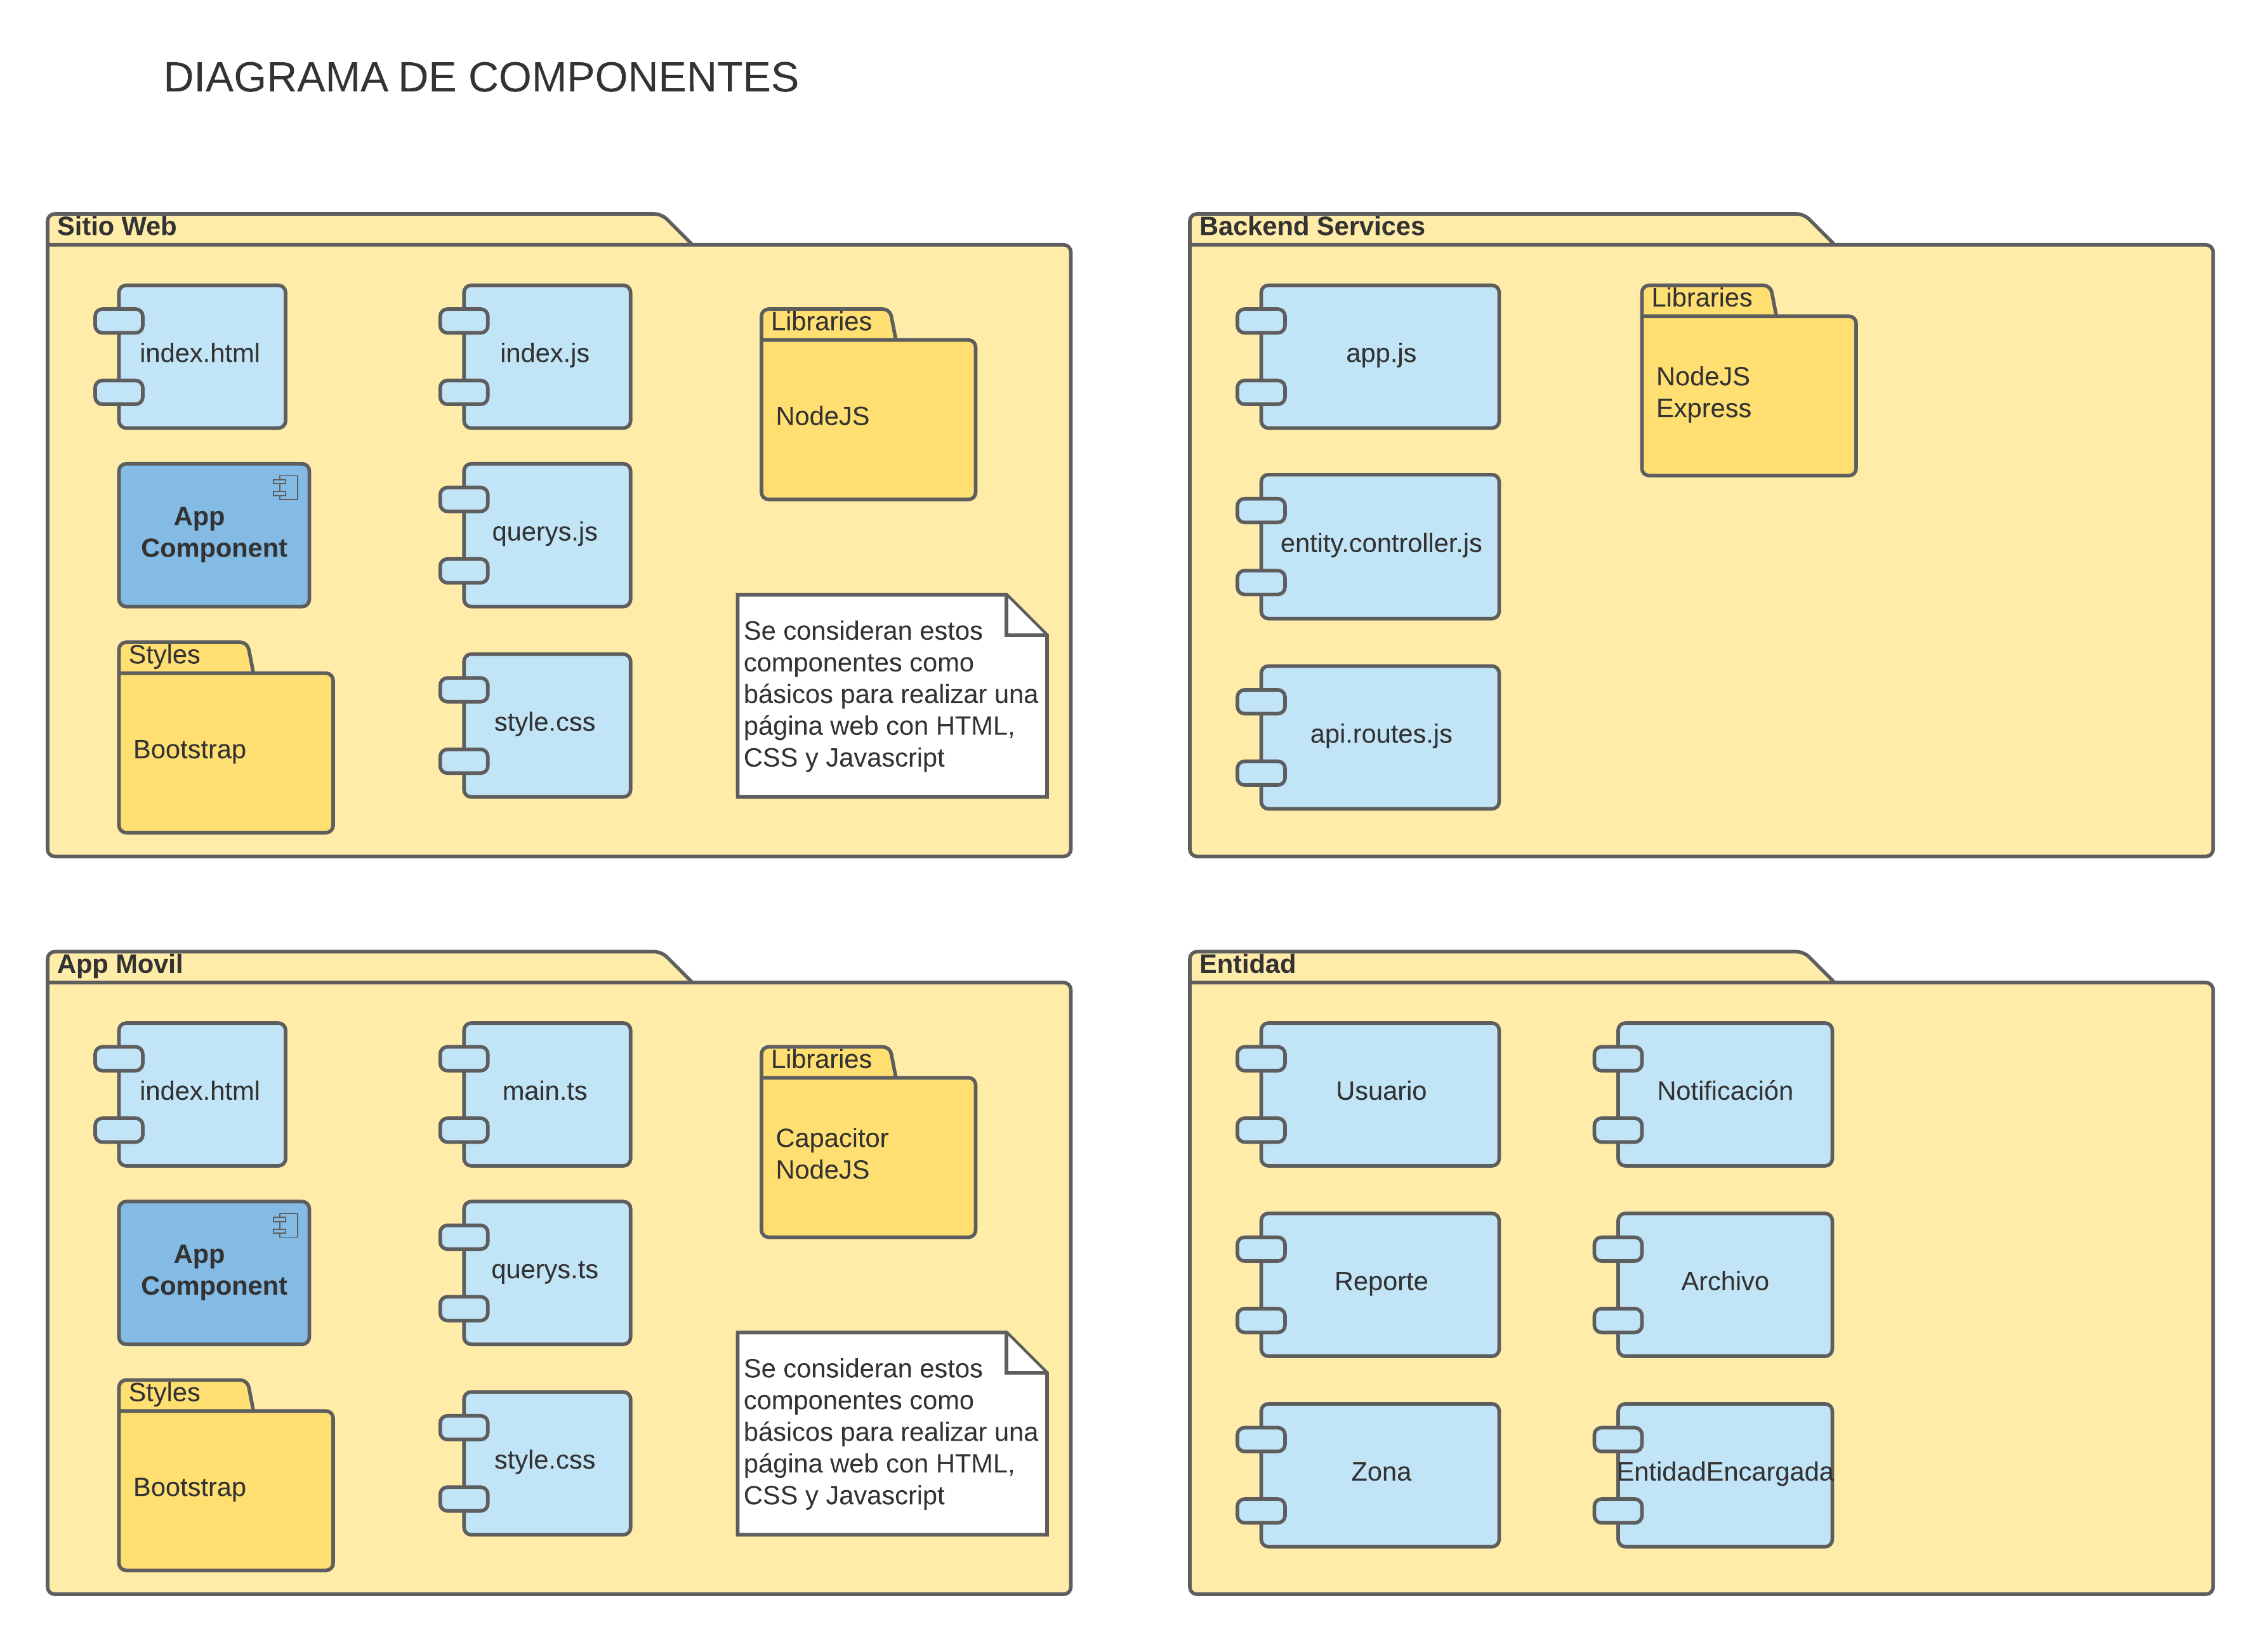 DIAGRAMA DE COMPONENTES
Sitio Web
index.html
index.js
Libraries
NodeJS
App
Component
querys.js
Styles
Bootstrap
style.css
Se consideran estos
componentes como
básicos para realizar una
página web con HTML,
CSS y Javascript
Backend Services
app.js
Libraries
NodeJS
Express
entity.controller.js
api.routes.js
App Movil
index.html
main.ts
Libraries
Capacitor
NodeJS
App
Component
querys.ts
Styles
Bootstrap
style.css
Se consideran estos
componentes como
básicos para realizar una
página web con HTML,
CSS y Javascript
Entidad
Usuario
Notificación
Reporte
Archivo
Zona
EntidadEncargada